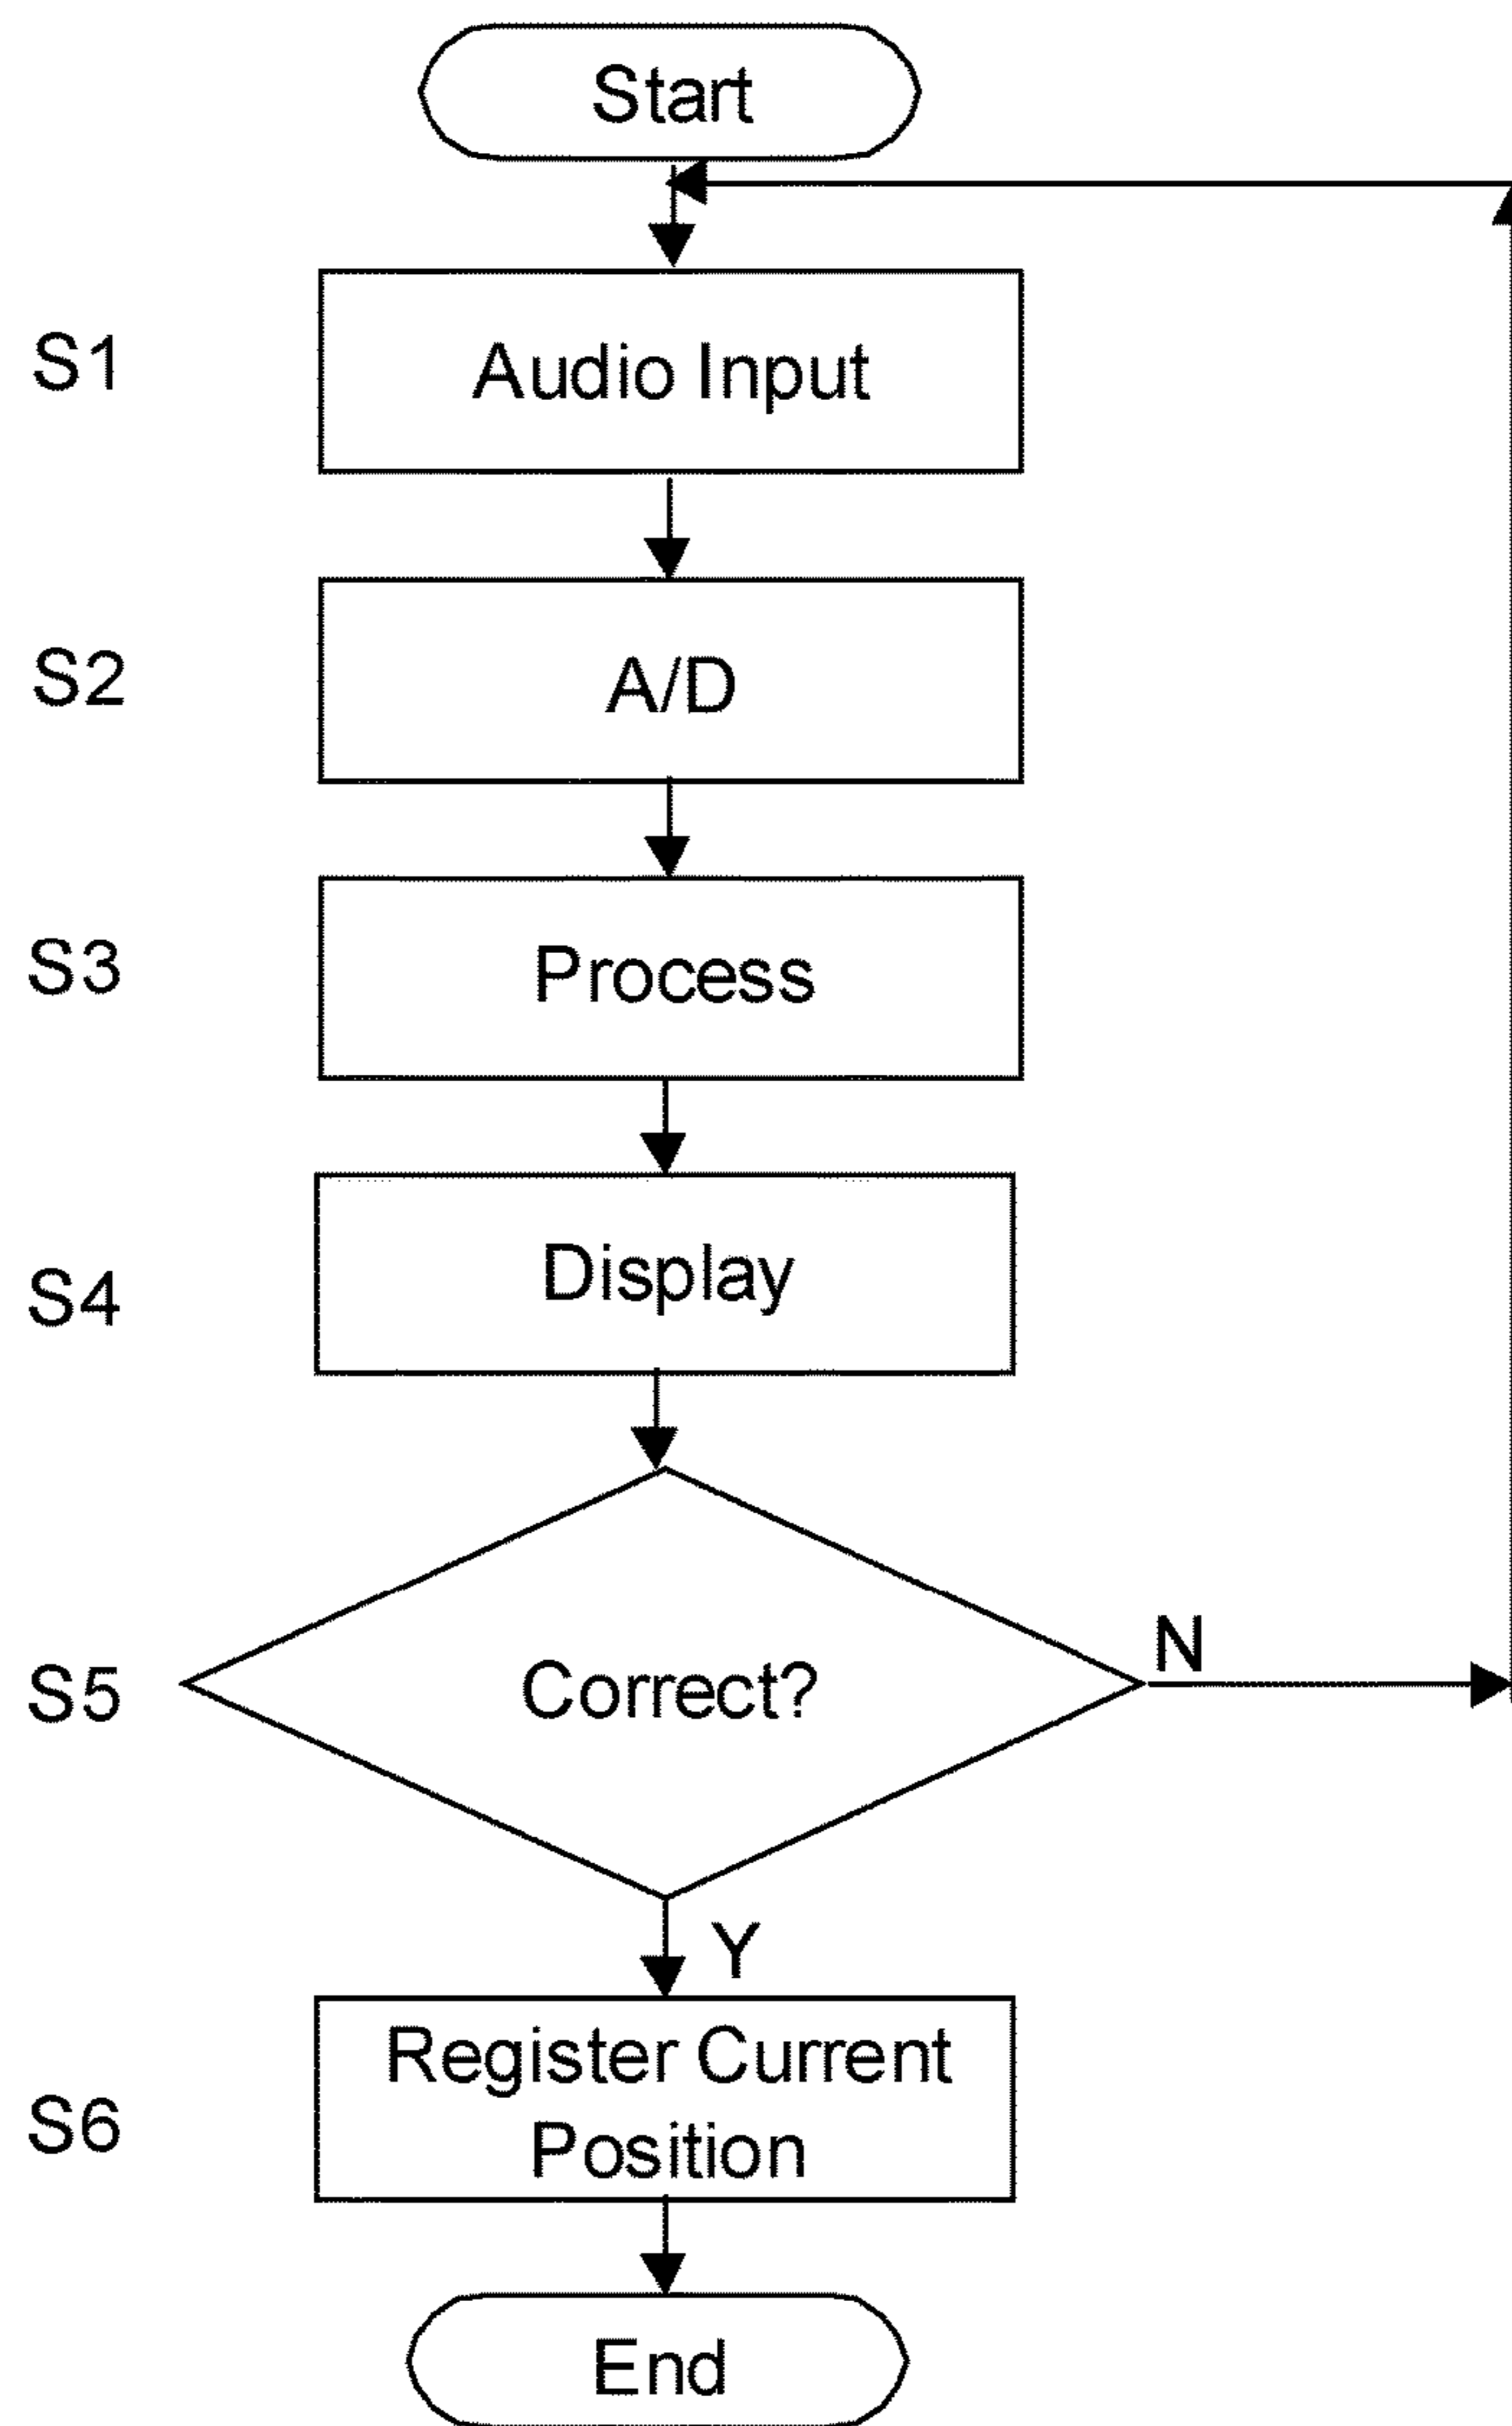 Start
S1
Audio Input
S2
A/D
S3
Process
S4
Display
S5
Correct?
N
Y
S6
Register Current
Position
End